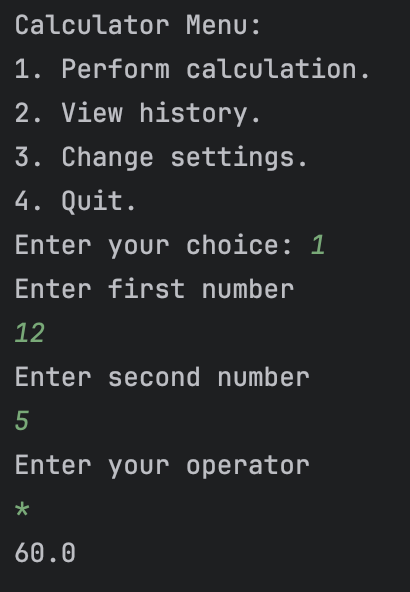 Calculator Menu:
1. Perform calculation.
2. View history.
3. Change settings.
4. Quit.
Enter your choice: 1
Enter first number
12
Enter second number
5
Enter your operator
*
60.0